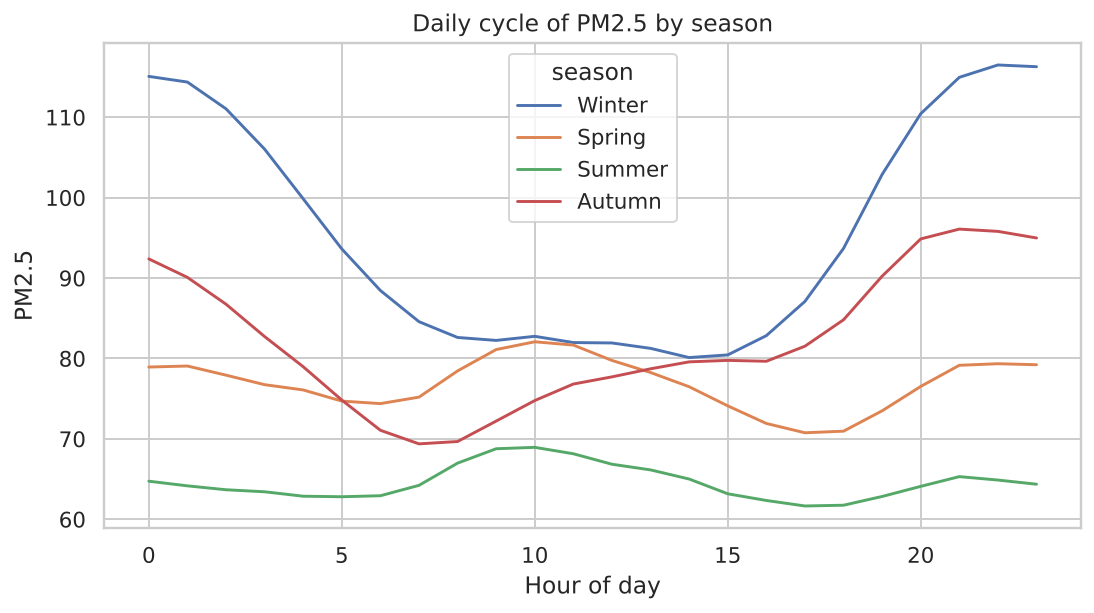 Daily cycle of PM2.5 by season
season
Winter
Spring
Summer
Autumn
PM2.5
110
100
90
80
70
60
0 5 10 15 20
Hour of day